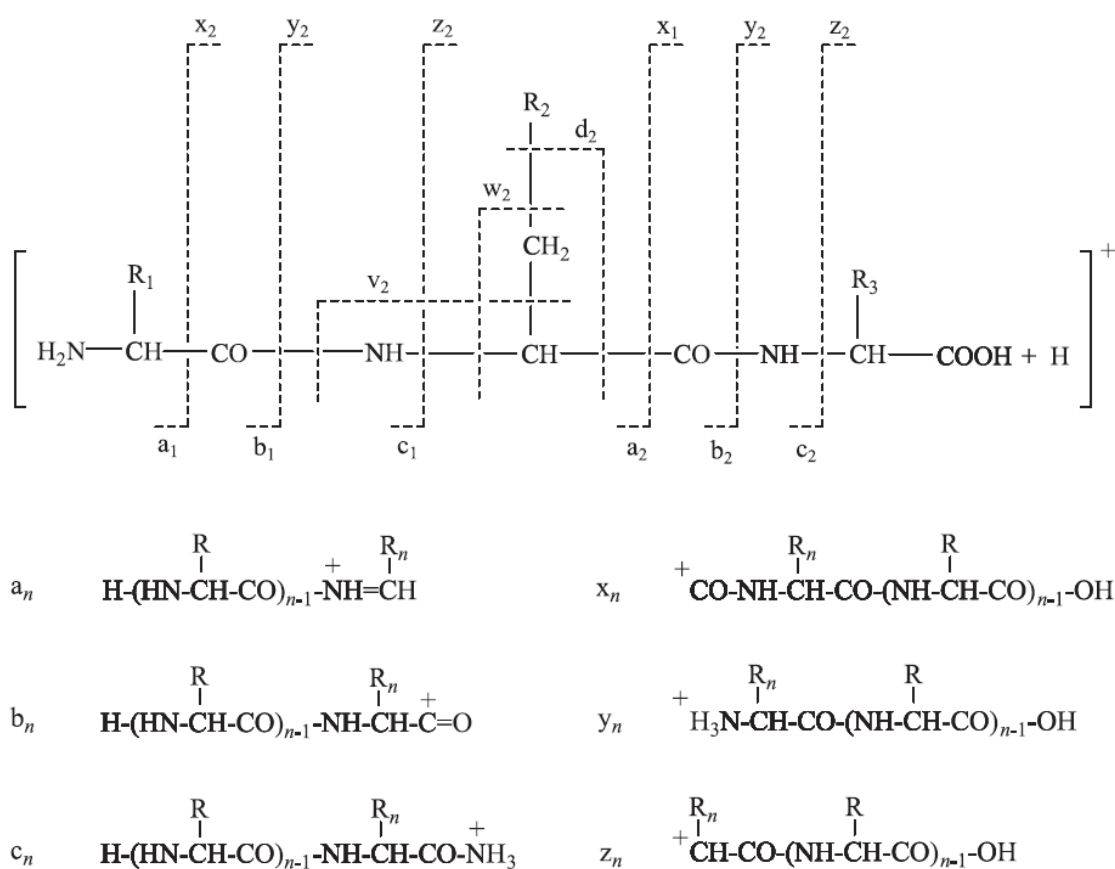 x₂ y₂ z₂ x₁ y₂ z₂
R₂
d₂
w₂
CH₂
+
R₁ v₂ R₃
H₂N CH CO NH CH CO NH CH COOH + H
a₁ b₁ c₁ a₂ b₂ c₂
R Rₙ Rₙ R
+ +
aₙ H-(HN-CH-CO)ₙ₋₁-NH=CH xₙ CO-NH-CH-CO-(NH-CH-CO)ₙ₋₁-OH
R Rₙ Rₙ R
+ +
bₙ H-(HN-CH-CO)ₙ₋₁-NH-CH-C=O yₙ H₃N-CH-CO-(NH-CH-CO)ₙ₋₁-OH
R Rₙ Rₙ R
+ +
cₙ H-(HN-CH-CO)ₙ₋₁-NH-CH-CO-NH₃ zₙ CH-CO-(NH-CH-CO)ₙ₋₁-OH